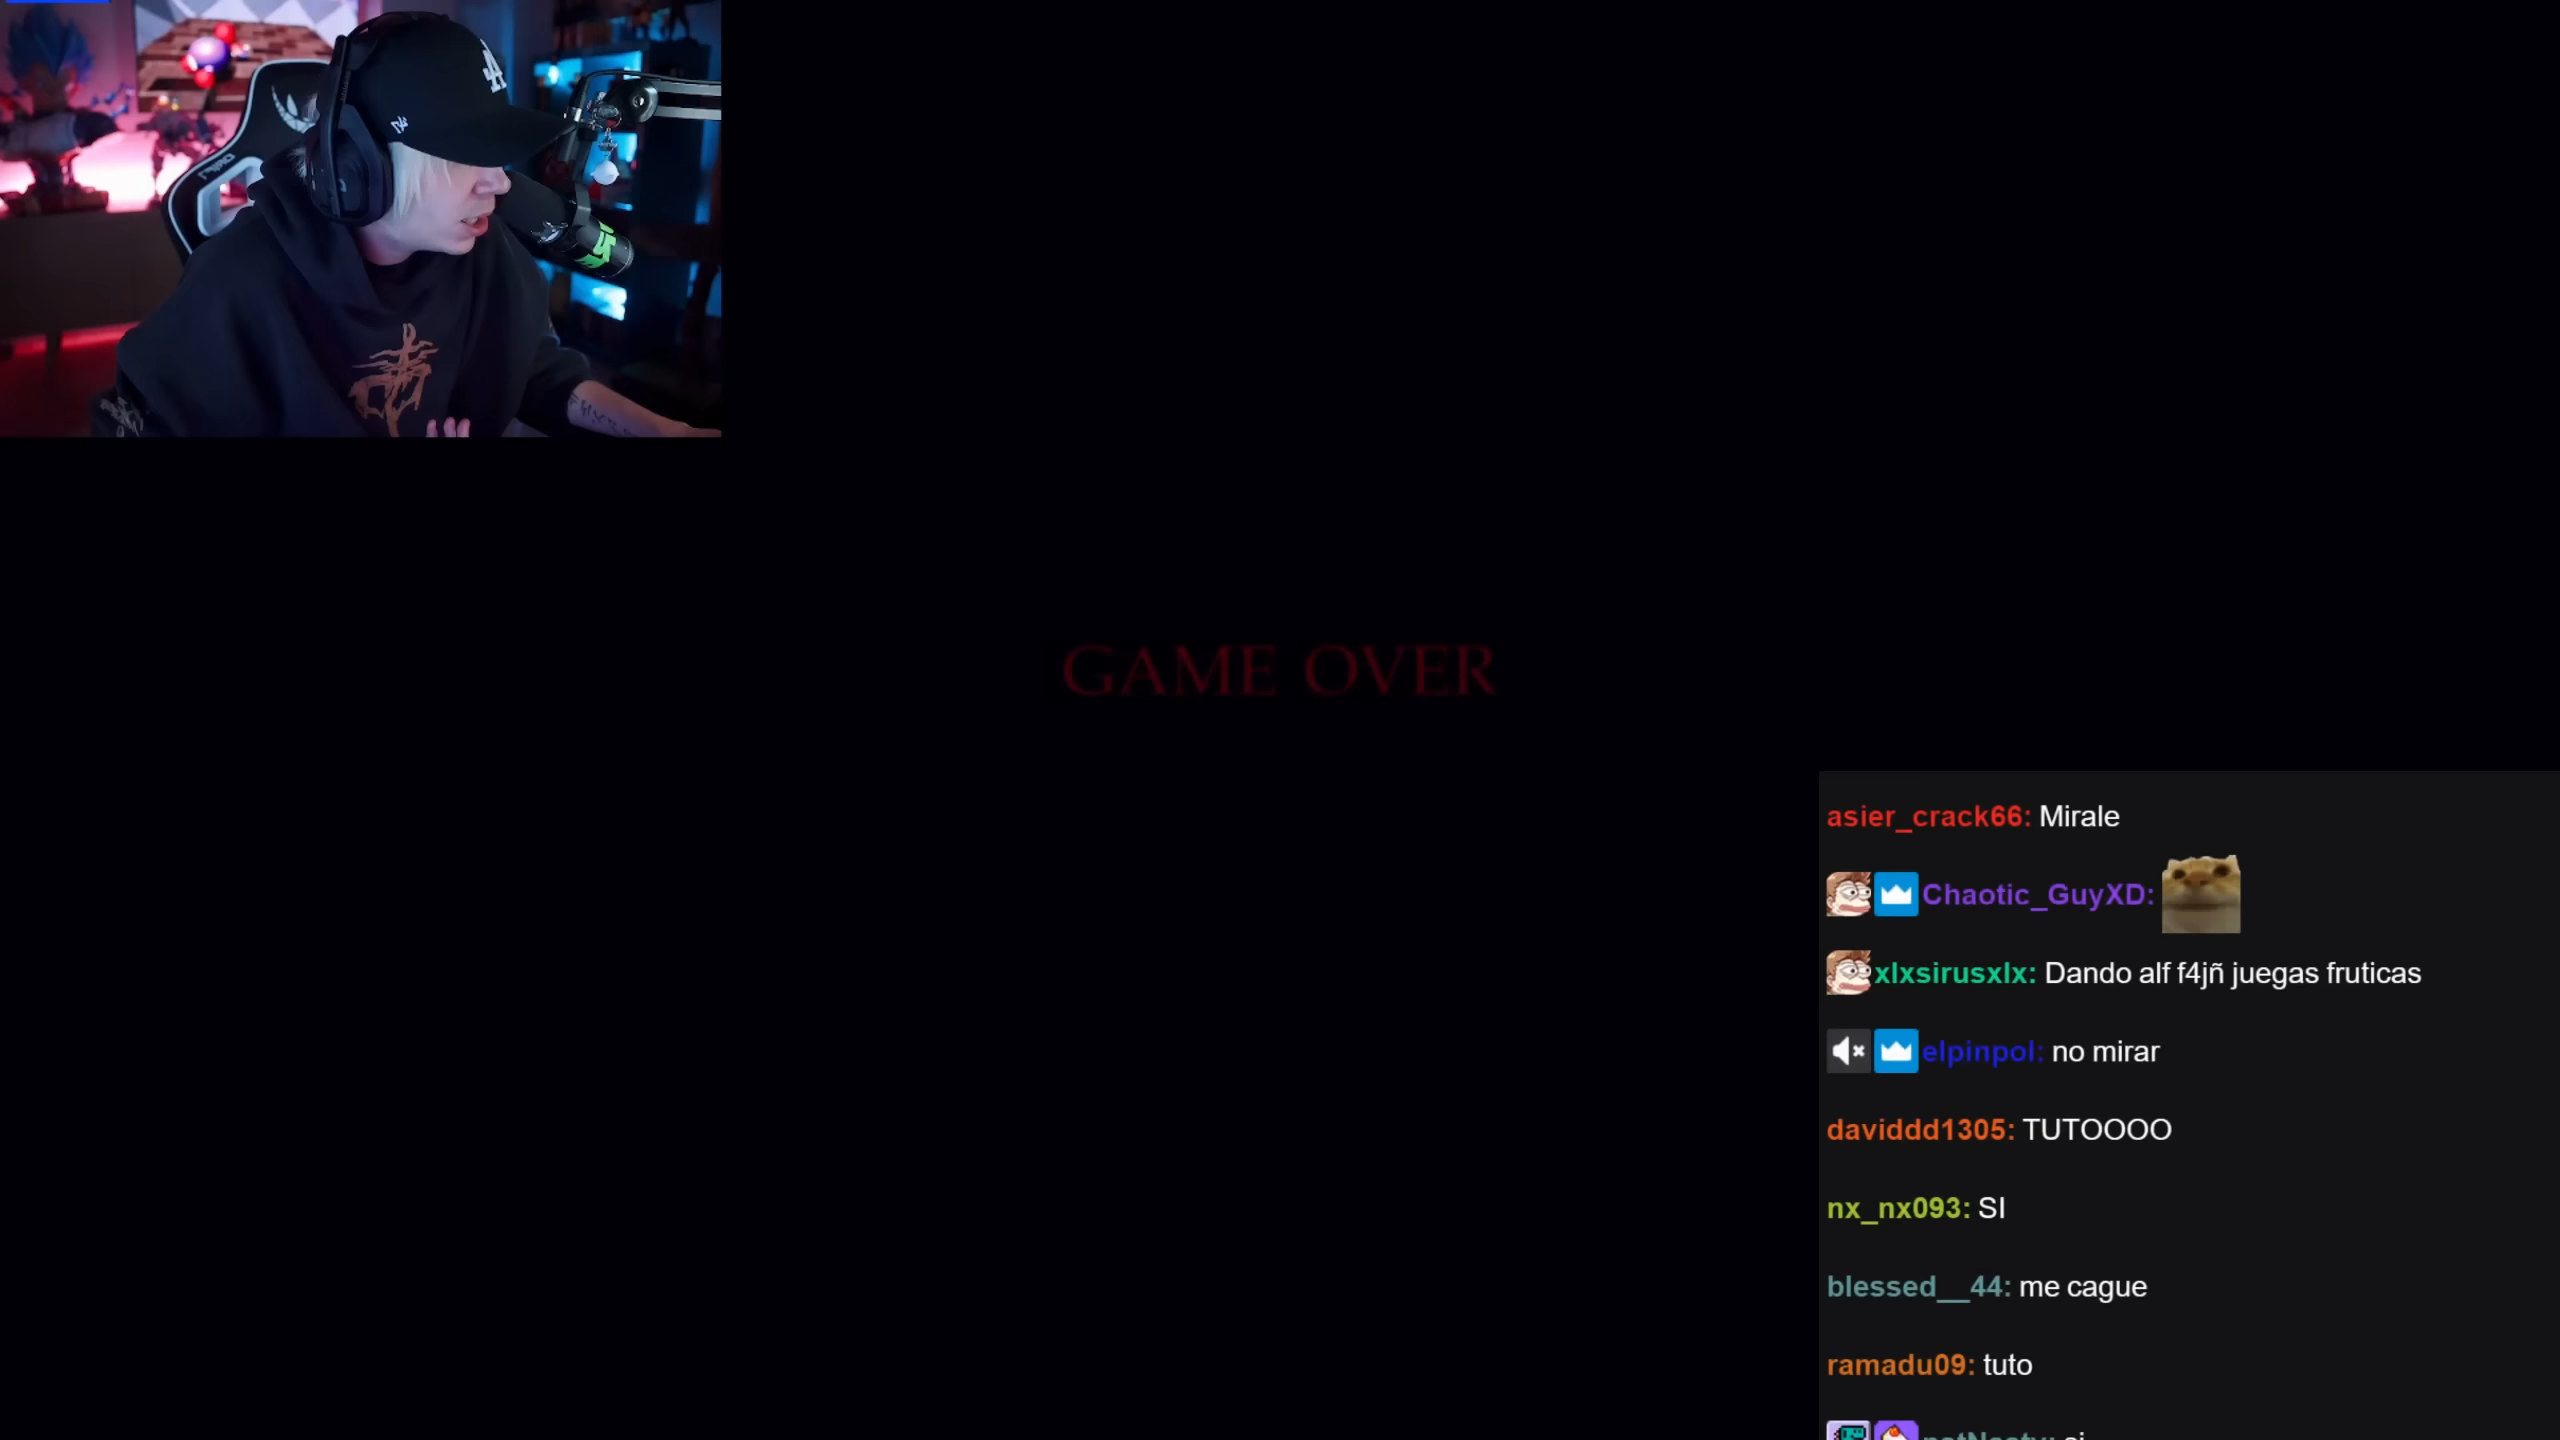 GAME OVER
asier_crack66: Mirale
Chaotic_GuyXD:
xlxsirusxlx: Dando alf f4jñ juegas fruticas
elpinpol: no mirar
daviddd1305: TUTOOOO
nx_nx093: SI
blessed__44: me cague
ramadu09: tuto